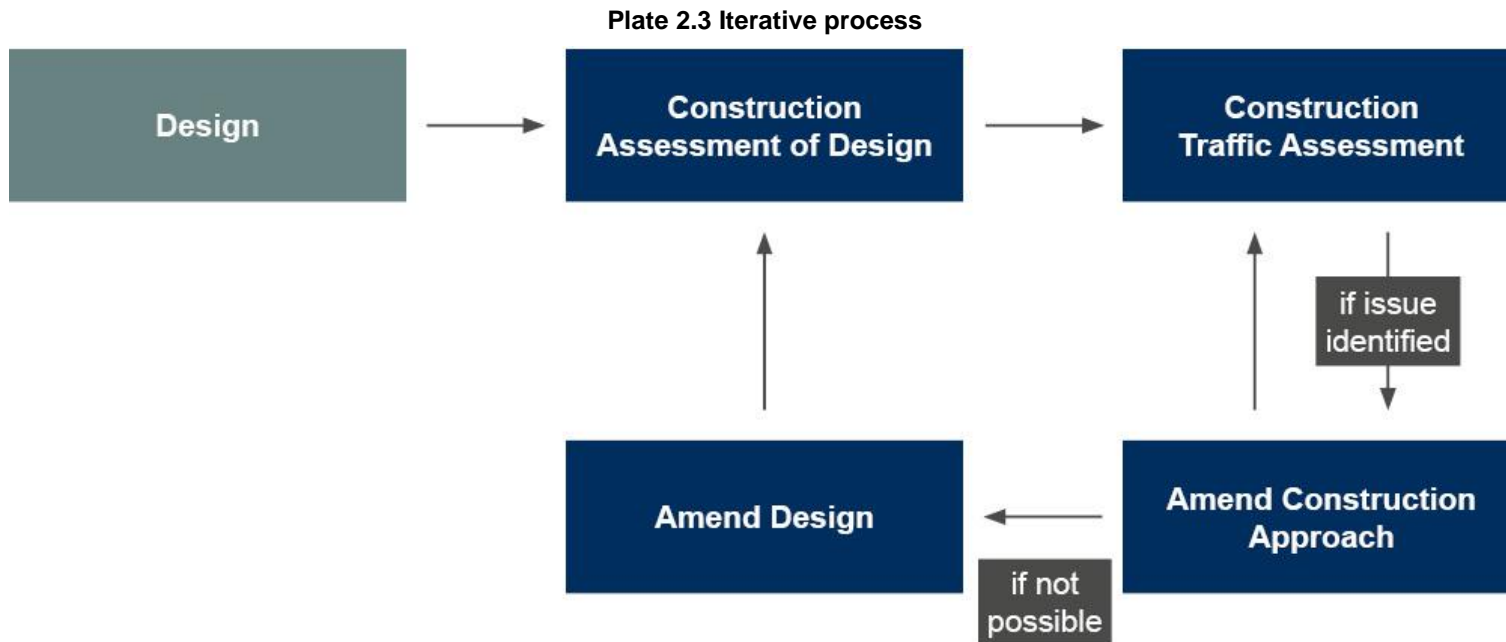 Plate 2.3 Iterative process
Design
Construction
Assessment of Design
Construction
Traffic Assessment
if issue
identified
Amend Design
Amend Construction
Approach
if not
possible